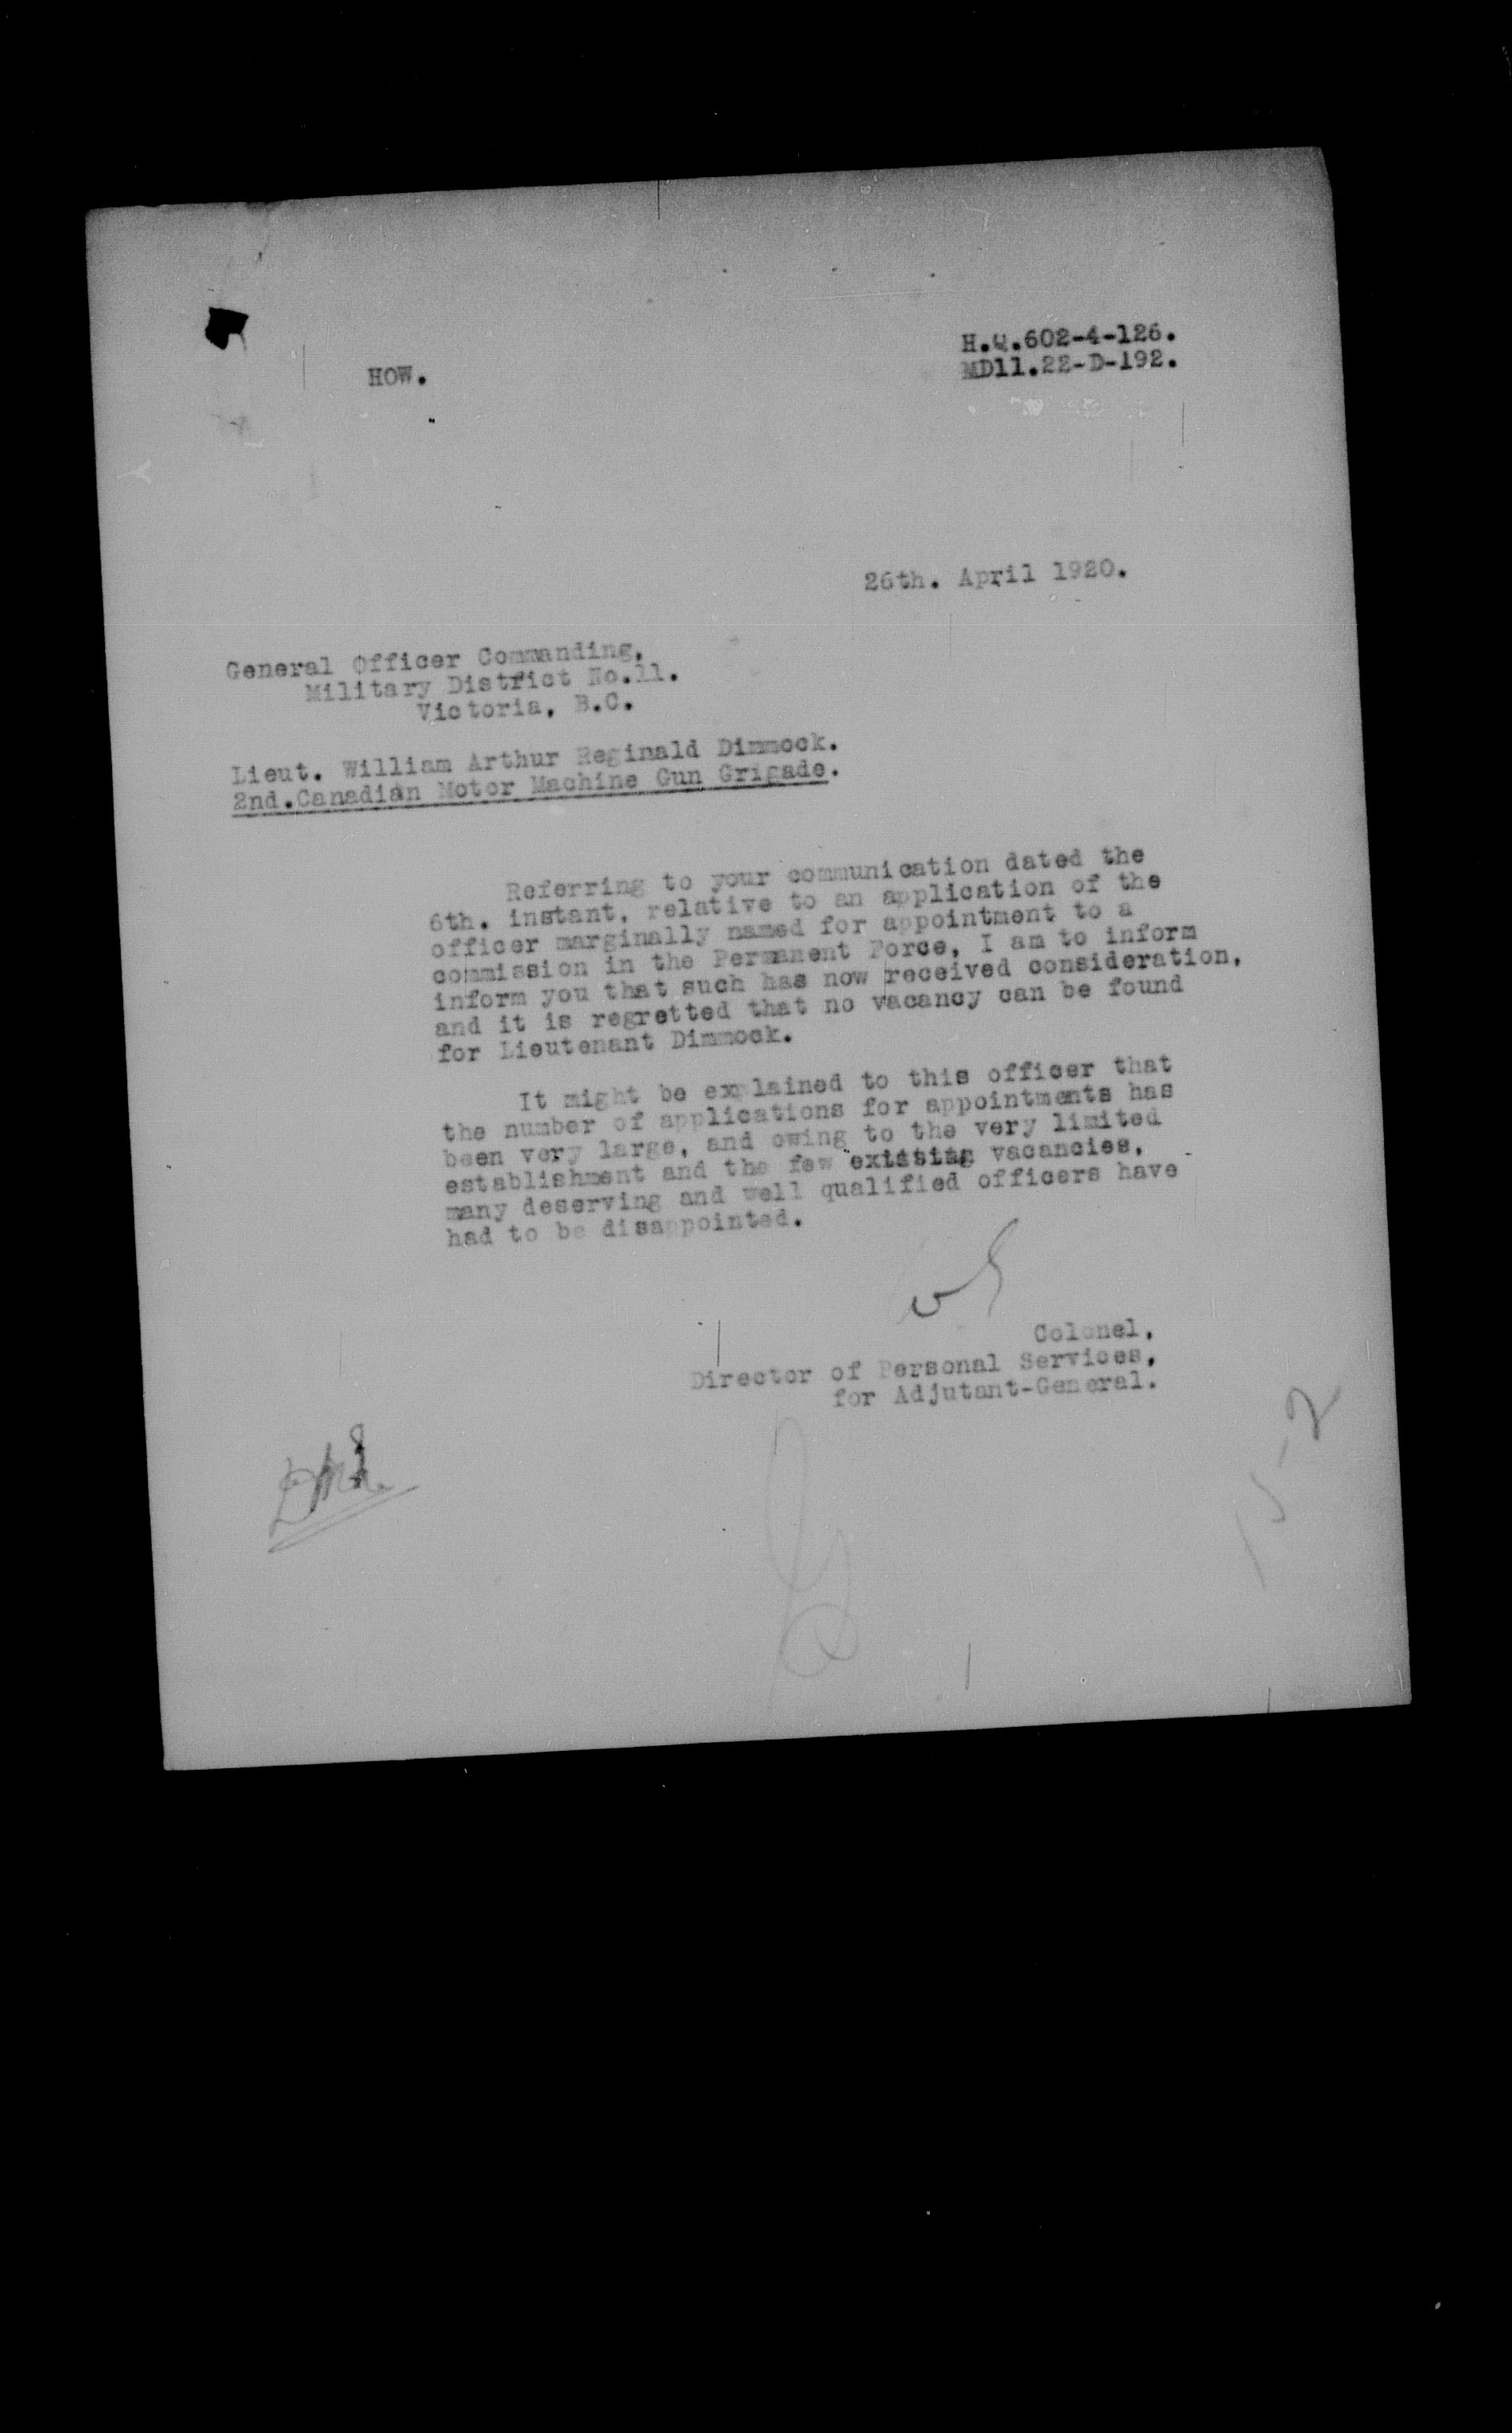 H.Q.602-4-126.
HOW.
MD11.22-D-192.
26th. April 1920.
General Officer Commanding,
Military District No.11.
Victoria, B.C.
Lieut. William Arthur Reginald Dimmock.
2nd.Canadian Motor Machine Gun Grigade.
Referring to your communication dated the
6th. instant, relative to an application of the
officer marginally named for appointment to a
commission in the Permanent Force, I am to inform
inform you that such has now received consideration,
and it is regretted that no vacancy can be found
for Lieutenant Dimmock.
It might be explained to this officer that
the number of applications for appointments has
been very large, and owing to the very limited
establishment and the few existing vacancies,
many deserving and well qualified officers have
had to be disappointed.
Colonel,
Director of Personal Services,
for Adjutant-General.